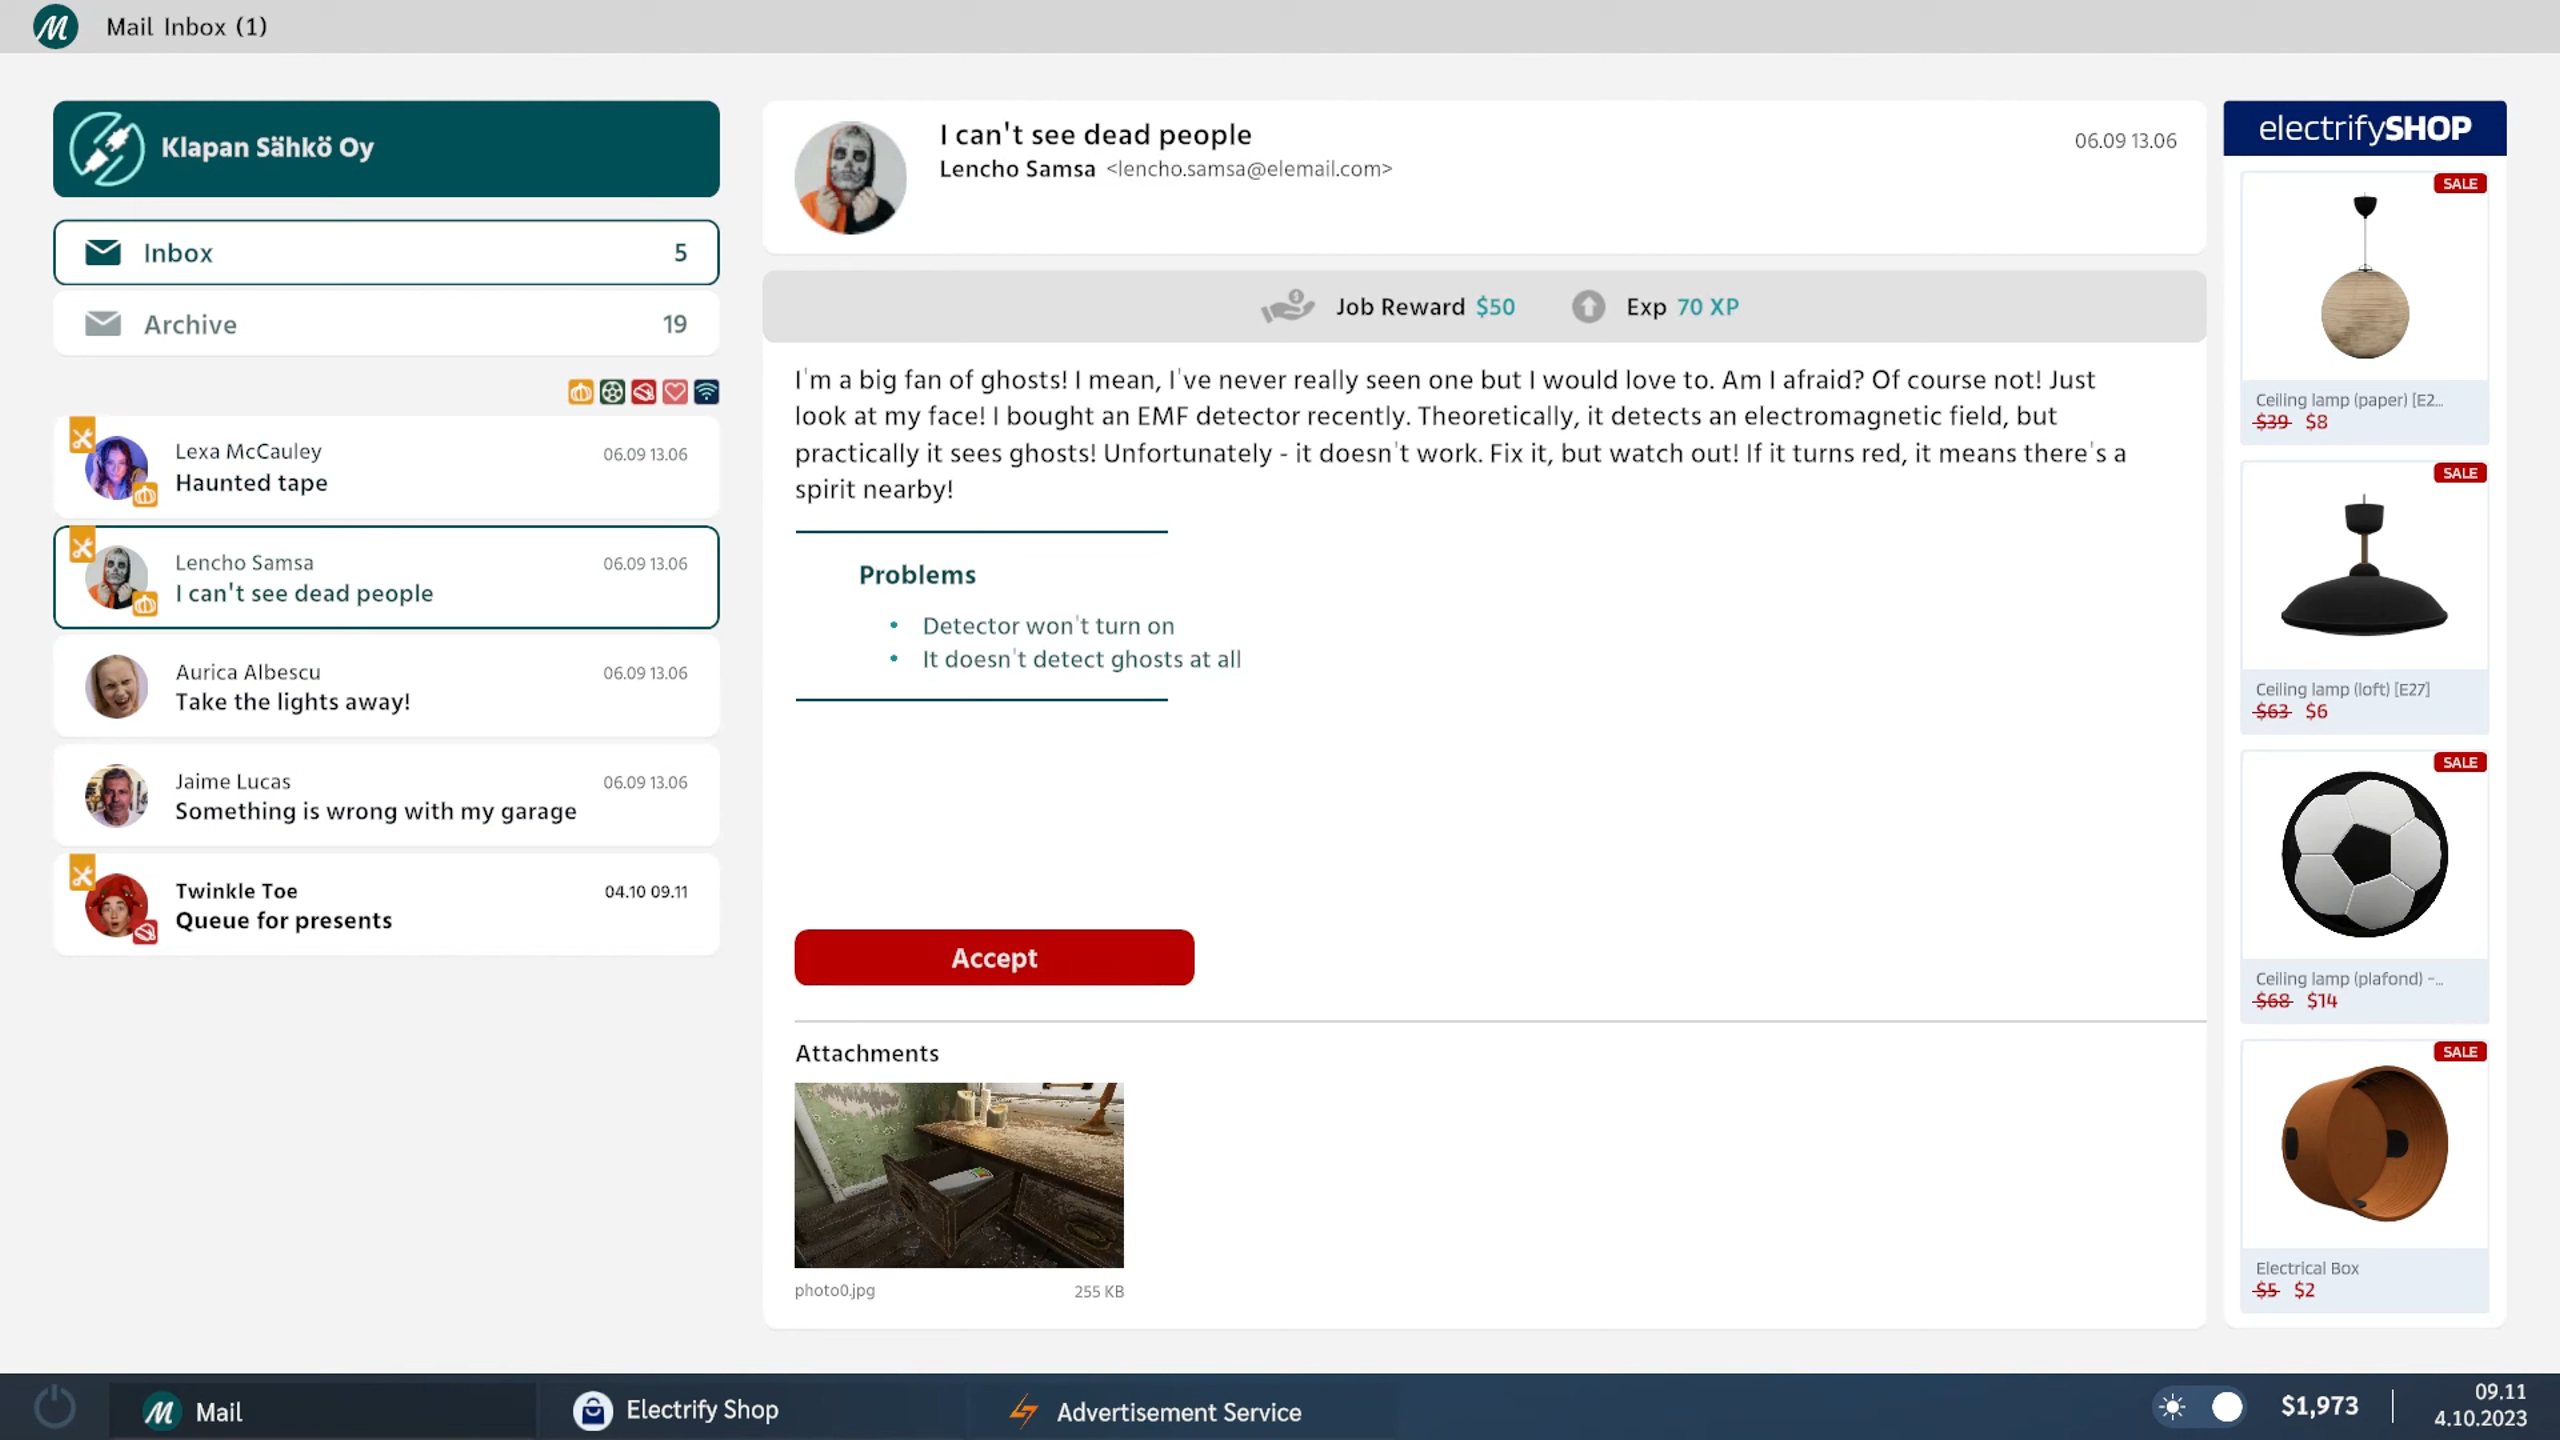 Mail Inbox (1)
Klapan Sähkö Oy
Inbox 5
Archive 19
Lexa McCauley 06.09 13.06
Haunted tape
Lencho Samsa 06.09 13.06
I can't see dead people
Aurica Albescu 06.09 13.06
Take the lights away!
Jaime Lucas 06.09 13.06
Something is wrong with my garage
Twinkle Toe 04.10 09.11
Queue for presents
I can't see dead people
06.09 13.06
Lencho Samsa <lencho.samsa@elemail.com>
Job Reward $50 Exp 70 XP
I'm a big fan of ghosts! I mean, I've never really seen one but I would love to. Am I afraid? Of course not! Just
look at my face! I bought an EMF detector recently. Theoretically, it detects an electromagnetic field, but
practically it sees ghosts! Unfortunately - it doesn't work. Fix it, but watch out! If it turns red, it means there's a
spirit nearby!
Problems
• Detector won't turn on
• It doesn't detect ghosts at all
Accept
Attachments
photo0.jpg 255 KB
electrifySHOP
SALE
Ceiling lamp (paper) [E2...
$39 $8
SALE
Ceiling lamp (loft) [E27]
$63 $6
SALE
Ceiling lamp (plafond) -...
$68 $14
SALE
Electrical Box
$5 $2
Mail
Electrify Shop
Advertisement Service
$1,973
09.11
4.10.2023